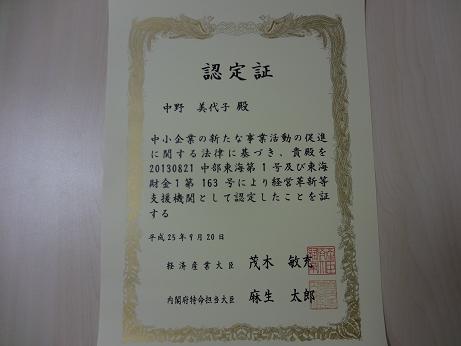 認定証
中野 美代子 殿
中小企業の新たな事業活動の促進
に関する法律に基づき、貴殿を
20130821 中部東海第1号及び東海
財金1第 163 号により経営革新等
支援機関として認定したことを証
する
平成 25 年 9 月 20 日
経済産業大臣 茂木 敏充
内閣府特命担当大臣 麻生 太郎